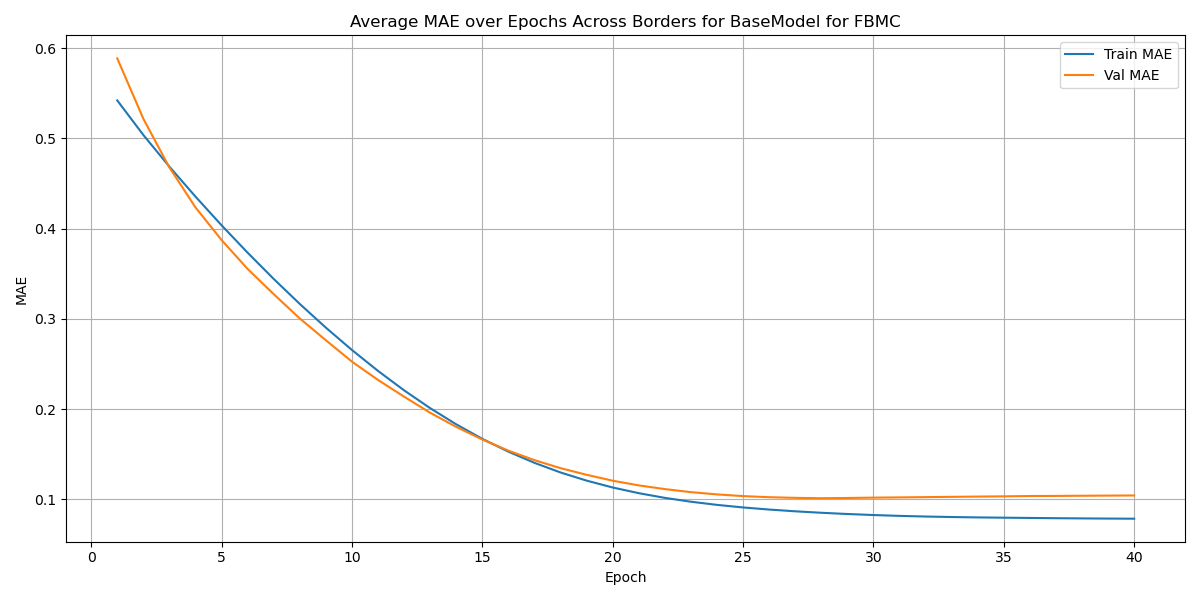 Average MAE over Epochs Across Borders for BaseModel for FBMC
Train MAE
Val MAE
0.6
0.5
0.4
0.3
0.2
0.1
MAE
0 5 10 15 20 25 30 35 40
Epoch